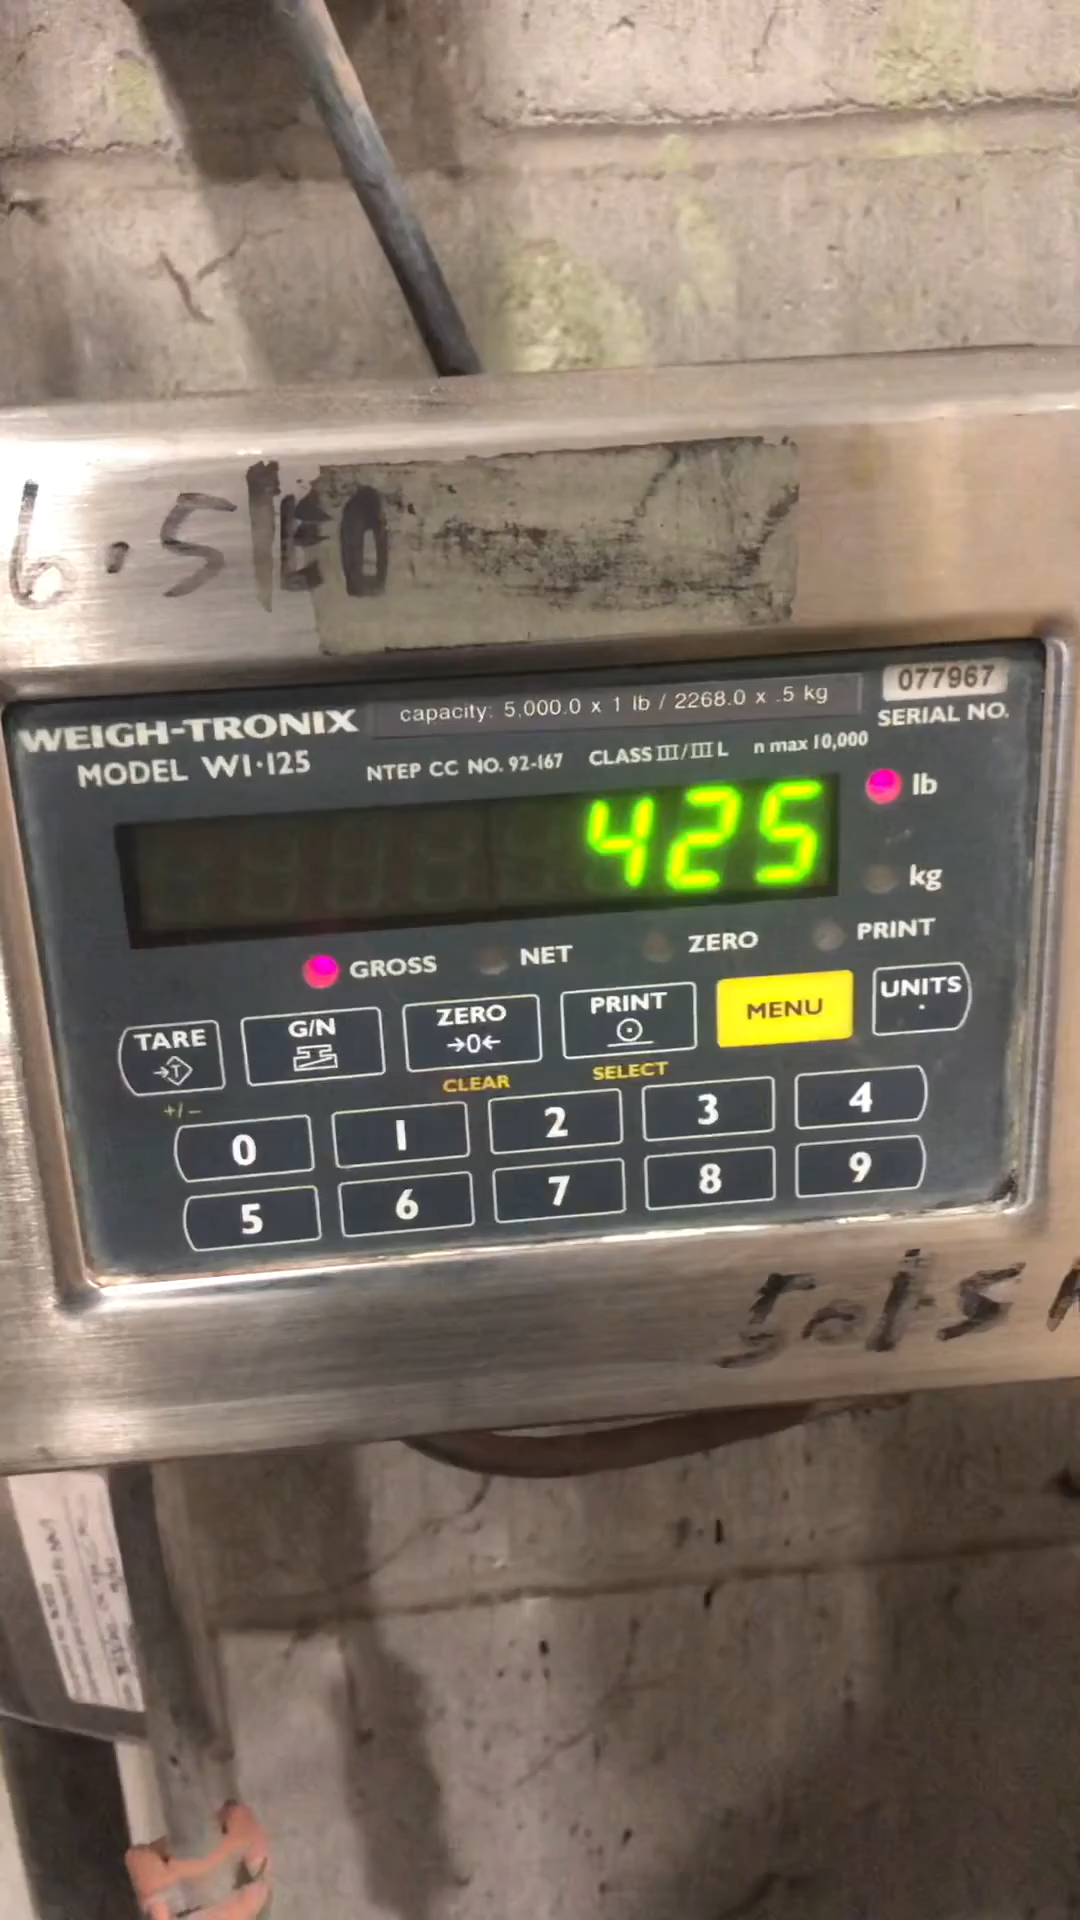 6.5
077967
capacity: 5,000.0 x 1 lb / 2268.0 x .5 kg
WEIGH-TRONIX
SERIAL NO.
MODEL WI-125
NTEP CC NO. 92-167 CLASS III/III L n max 10,000
425
lb
kg
GROSS NET ZERO PRINT
TARE G/N ZERO PRINT MENU UNITS
→T← →0←
+/- CLEAR SELECT
0 1 2 3 4
5 6 7 8 9